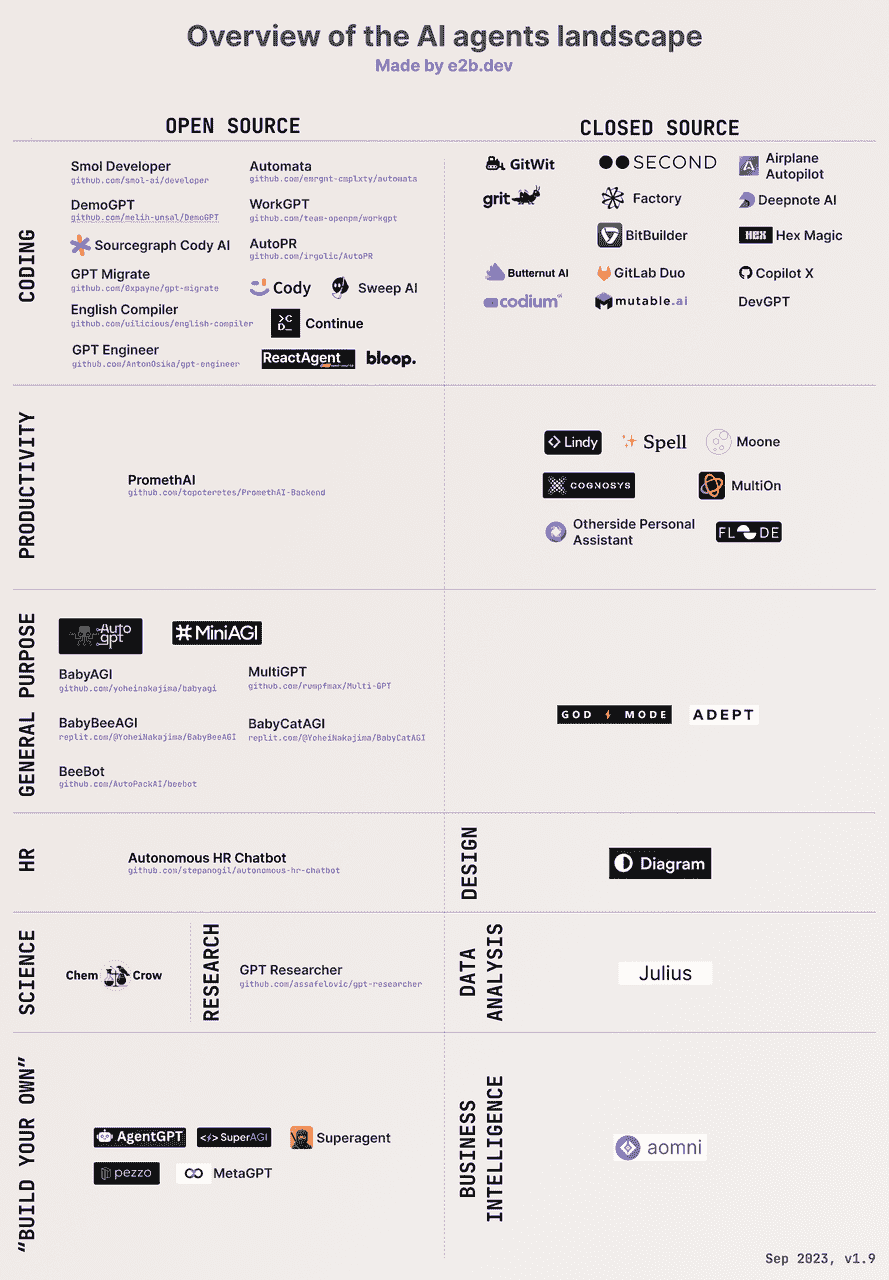 Overview of the AI agents landscape
Made by e2b.dev
OPEN SOURCE
CLOSED SOURCE
CODING
Smol Developer
github.com/smol-ai/developer
Automata
github.com/emrgnt-cmplxty/automata
DemoGPT
github.com/melih-unsal/DemoGPT
WorkGPT
github.com/team-openpm/workgpt
Sourcegraph Cody AI
AutoPR
github.com/irgolic/AutoPR
GPT Migrate
github.com/0xpayne/gpt-migrate
Cody
Sweep AI
English Compiler
github.com/uilicious/english-compiler
>C
D_
Continue
GPT Engineer
github.com/AntonOsika/gpt-engineer
ReactAgent
bloop.
GitWit
SECOND
Airplane
Autopilot
grit
Factory
Deepnote AI
BitBuilder
HEX
Hex Magic
Butternut AI
GitLab Duo
Copilot X
codium
mutable.ai
DevGPT
PRODUCTIVITY
PromethAI
github.com/topoteretes/PromethAI-Backend
Lindy
Spell
Moone
COGNOSYS
MultiOn
Otherside Personal
Assistant
FL DE
GENERAL PURPOSE
Auto
gpt
MiniAGI
BabyAGI
github.com/yoheinakajima/babyagi
MultiGPT
github.com/rumpfmax/Multi-GPT
BabyBeeAGI
replit.com/@YoheiNakajima/BabyBeeAGI
BabyCatAGI
replit.com/@YoheiNakajima/BabyCatAGI
BeeBot
github.com/AutoPackAI/beebot
GOD MODE
ADEPT
HR
Autonomous HR Chatbot
github.com/stepanogil/autonomous-hr-chatbot
DESIGN
Diagram
SCIENCE
Chem Crow
RESEARCH
GPT Researcher
github.com/assafelovic/gpt-researcher
DATA
ANALYSIS
Julius
“BUILD YOUR OWN”
AgentGPT
SuperAGI
Superagent
pezzo
MetaGPT
BUSINESS
INTELLIGENCE
aomni
Sep 2023, v1.9